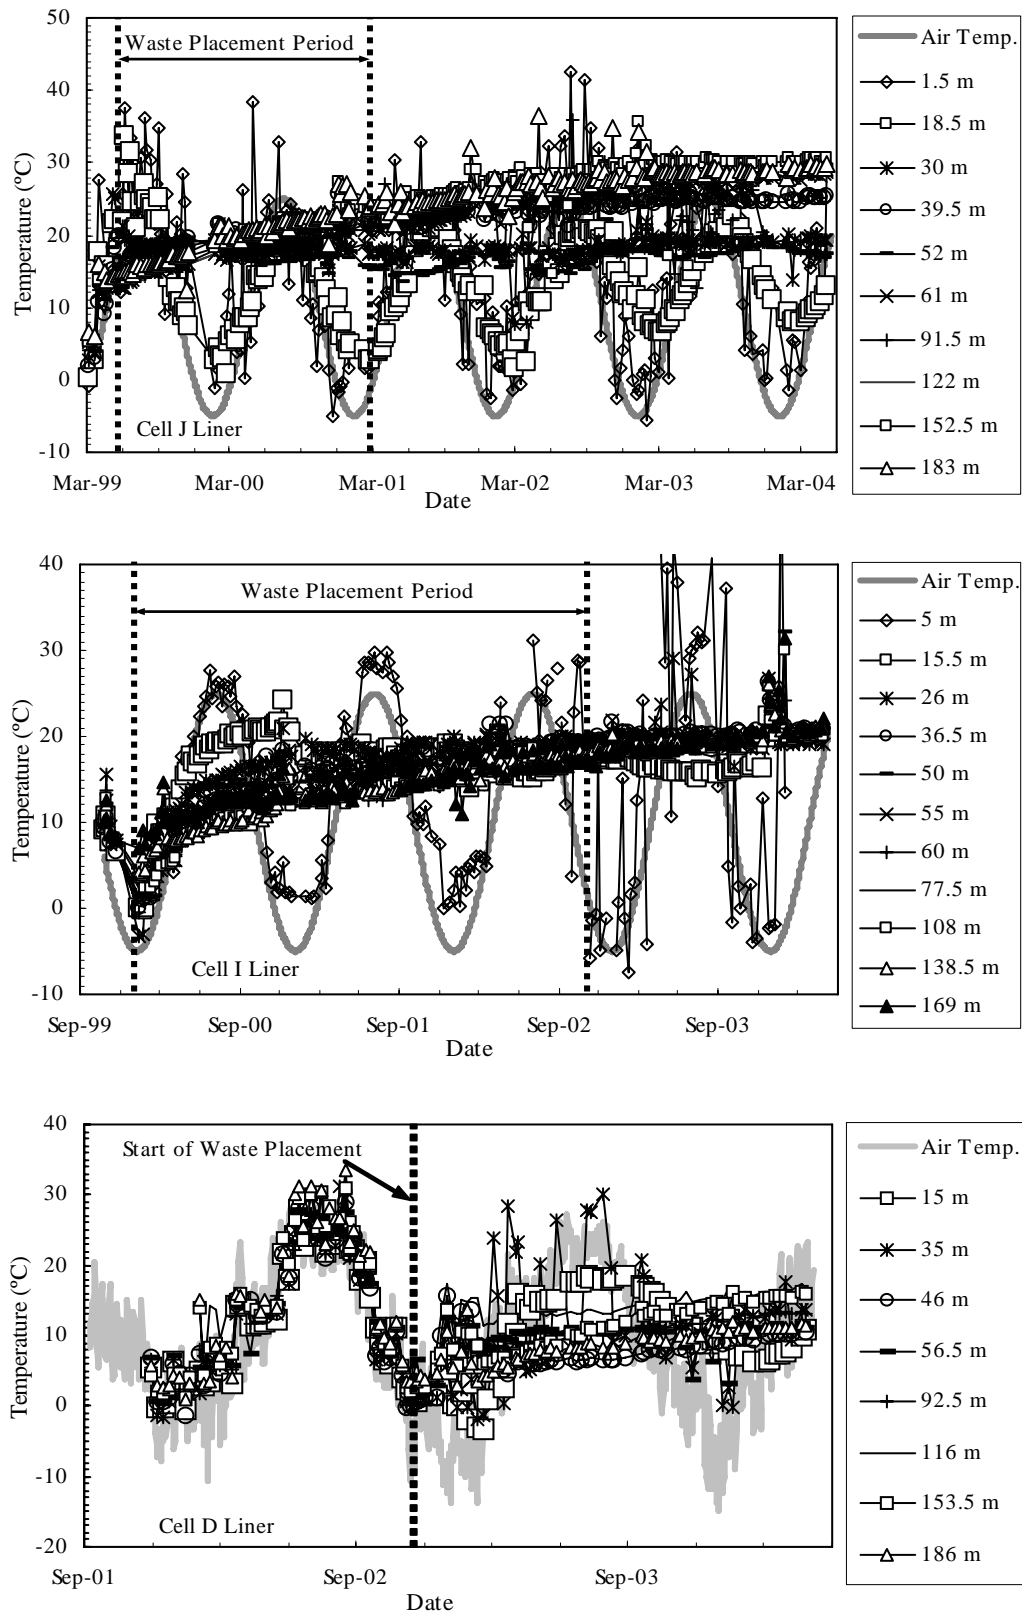 50
40
30
20
10
0
-10
Temperature (°C)
Waste Placement Period
Cell J Liner
Mar-99
Mar-00
Mar-01
Mar-02
Mar-03
Mar-04
Date
Air Temp.
1.5 m
18.5 m
30 m
39.5 m
52 m
61 m
91.5 m
122 m
152.5 m
183 m
40
30
20
10
0
-10
Temperature (°C)
Waste Placement Period
Cell I Liner
Sep-99
Sep-00
Sep-01
Sep-02
Sep-03
Date
Air Temp.
5 m
15.5 m
26 m
36.5 m
50 m
55 m
60 m
77.5 m
108 m
138.5 m
169 m
40
30
20
10
0
-10
-20
Temperature (°C)
Start of Waste Placement
Cell D Liner
Sep-01
Sep-02
Sep-03
Date
Air Temp.
15 m
35 m
46 m
56.5 m
92.5 m
116 m
153.5 m
186 m